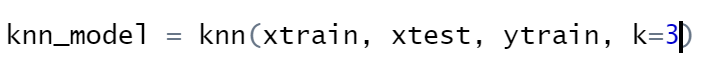 knn_model = knn(xtrain, xtest, ytrain, k=3)